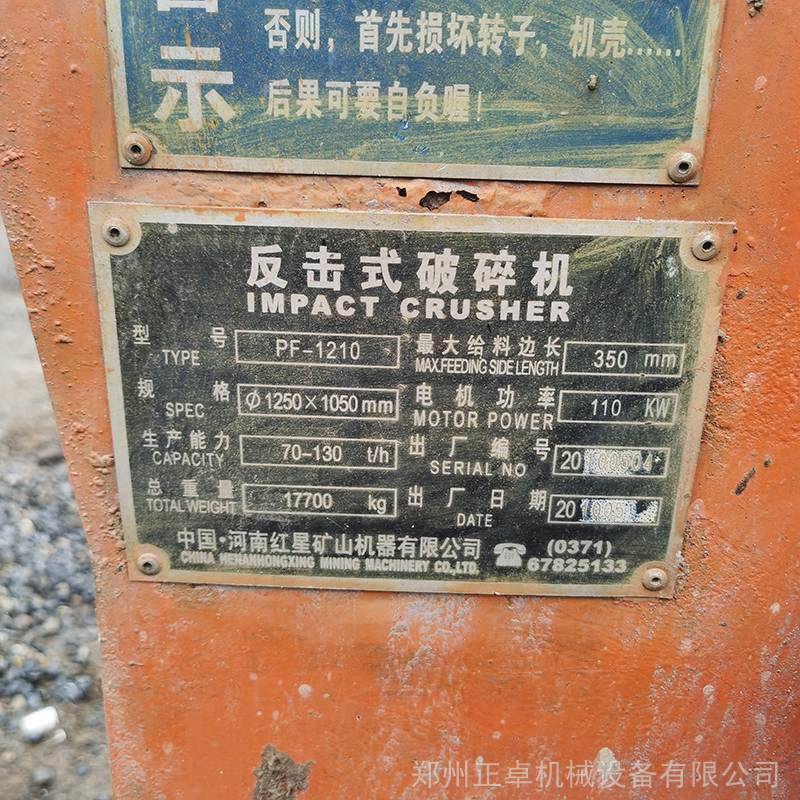 示
否则，首先损坏转子，机壳......
后果可要自负喔！
反击式破碎机
IMPACT CRUSHER
型号 TYPE PF-1210
最大给料边长 MAX.FEEDING SIDE LENGTH 350 mm
规格 SPEC Φ1250×1050mm
电机功率 MOTOR POWER 110 KW
生产能力 CAPACITY 70-130 t/h
出厂编号 SERIAL NO 20100504
总重量 TOTAL WEIGHT 17700 kg
出厂日期 DATE
中国·河南红星矿山机器有限公司 ☎ (0371)
CHINA HENANHONGXING MINING MACHINERY CO.,LTD. 67825133
郑州正卓机械设备有限公司